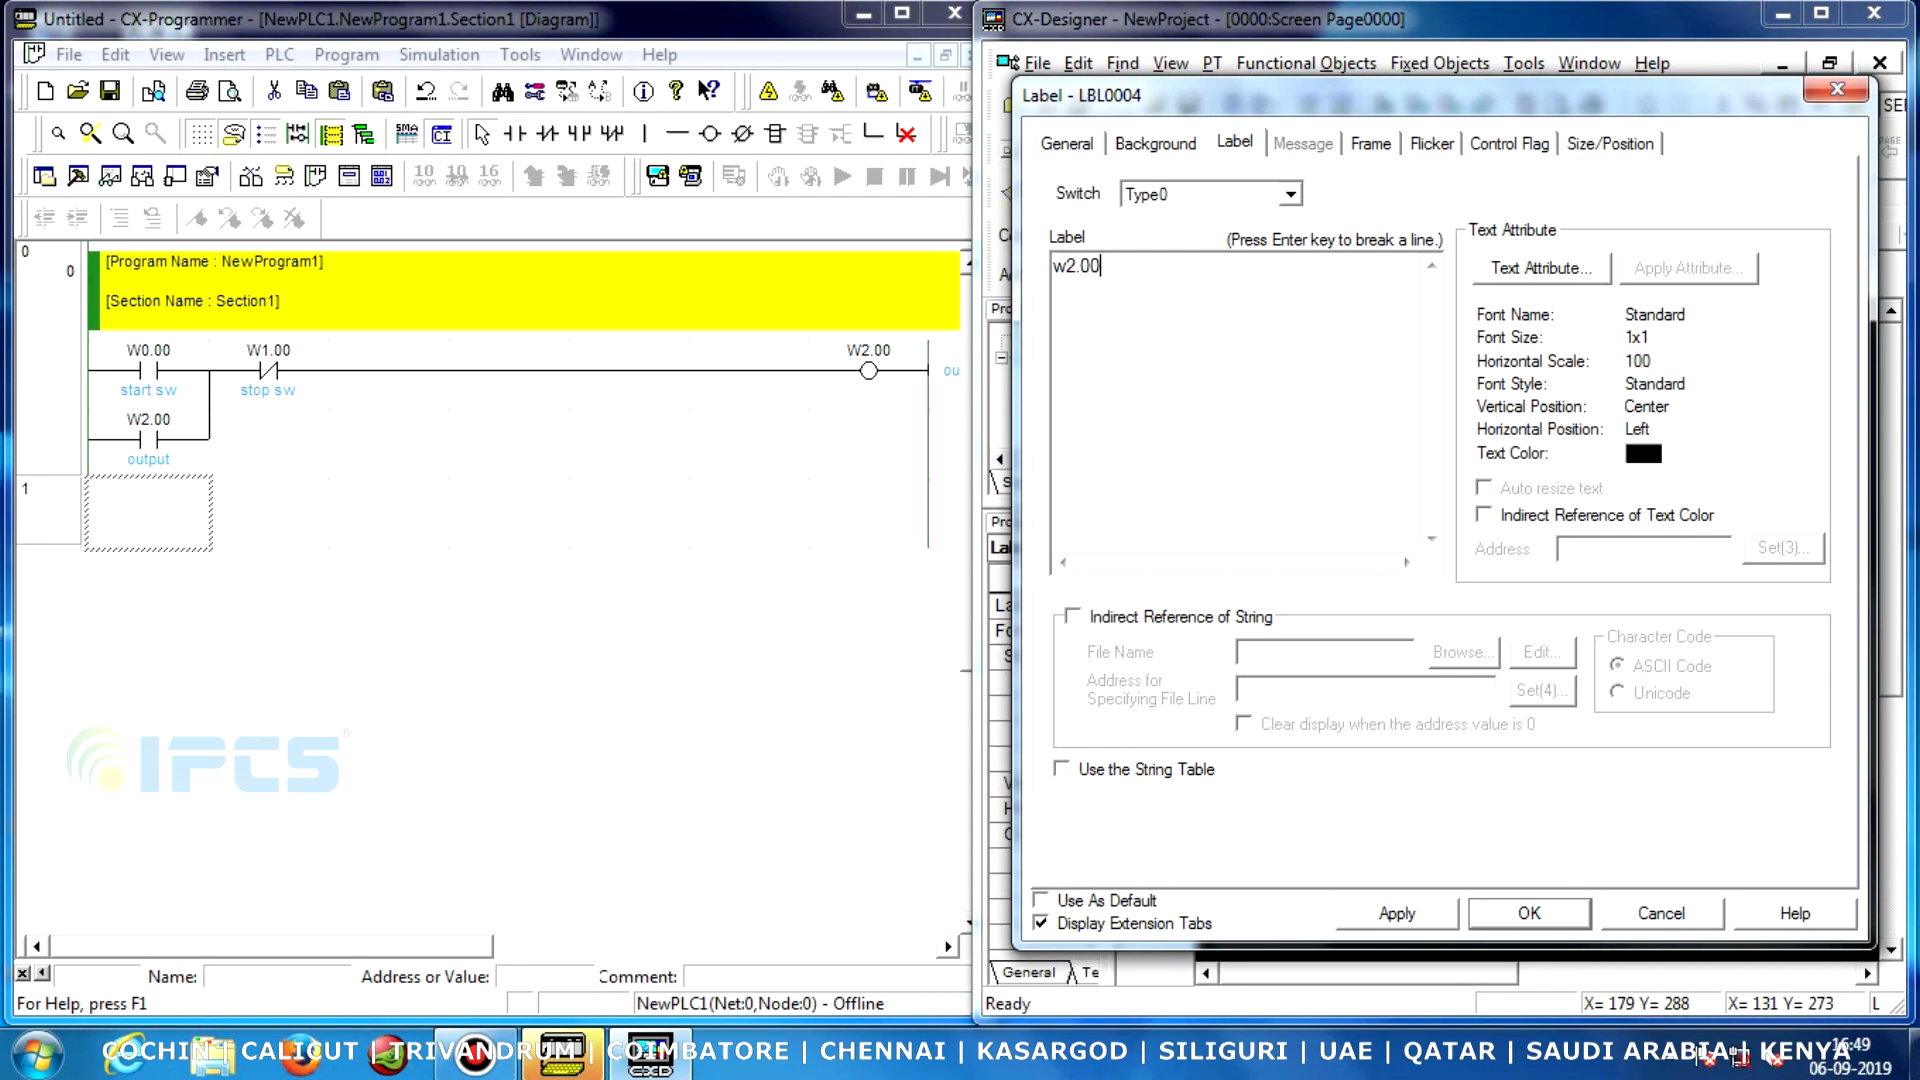 Untitled - CX-Programmer - [NewPLC1.NewProgram1.Section1 [Diagram]]
File Edit View Insert PLC Program Simulation Tools Window Help
10 10 16
0
0
[Program Name : NewProgram1]
[Section Name : Section1]
W0.00 W1.00 W2.00
start sw stop sw ou
W2.00
output
1
IPCS
Name: Address or Value: Comment:
For Help, press F1 NewPLC1(Net:0,Node:0) - Offline
CX-Designer - NewProject - [0000:Screen Page0000]
File Edit Find View PT Functional Objects Fixed Objects Tools Window Help
Label - LBL0004
General Background Label Message Frame Flicker Control Flag Size/Position
Switch Type0
Label (Press Enter key to break a line.)
w2.00
Text Attribute
Text Attribute... Apply Attribute...
Font Name: Standard
Font Size: 1x1
Horizontal Scale: 100
Font Style: Standard
Vertical Position: Center
Horizontal Position: Left
Text Color:
Auto resize text
Indirect Reference of Text Color
Address Set(3)...
Indirect Reference of String
File Name Browse... Edit...
Address for
Specifying File Line Set(4)...
Clear display when the address value is 0
Character Code
ASCII Code
Unicode
Use the String Table
Use As Default
Display Extension Tabs
Apply OK Cancel Help
General Te
Ready X= 179 Y= 288 X= 131 Y= 273 L
COCHIN | CALICUT | TRIVANDRUM | COIMBATORE | CHENNAI | KASARGOD | SILIGURI | UAE | QATAR | SAUDI ARABIA | KENYA
16:49
06-09-2019